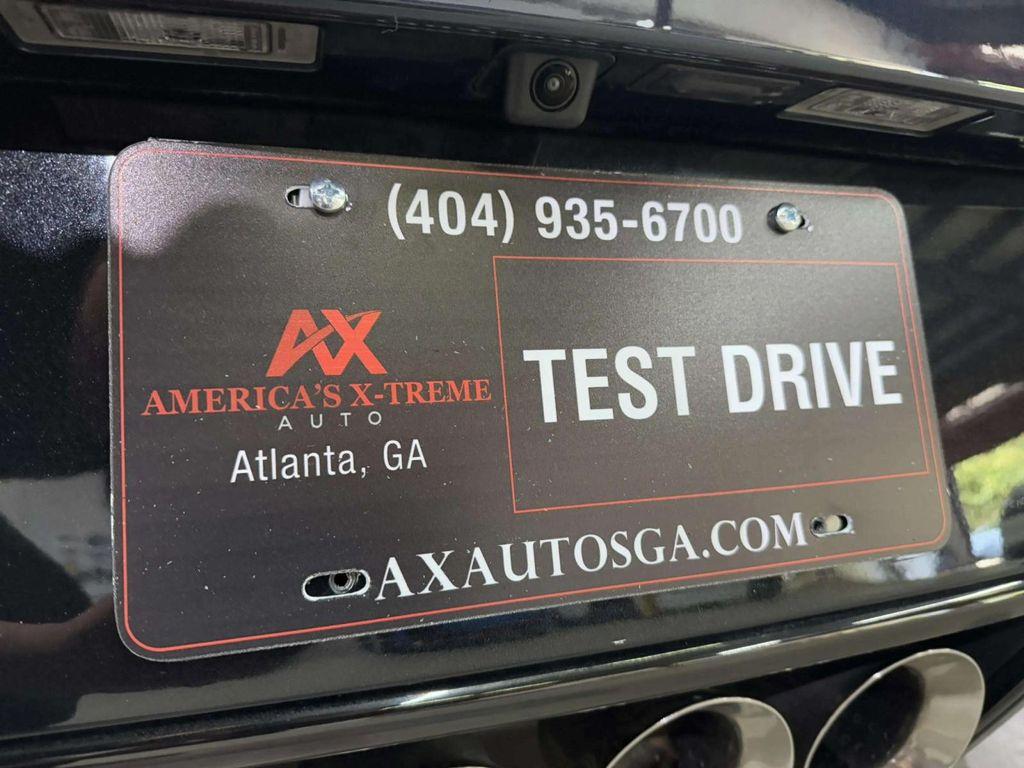 (404) 935-6700
AX
AMERICA'S X-TREME
AUTO
Atlanta, GA
TEST DRIVE
AXAUTOSGA.COM